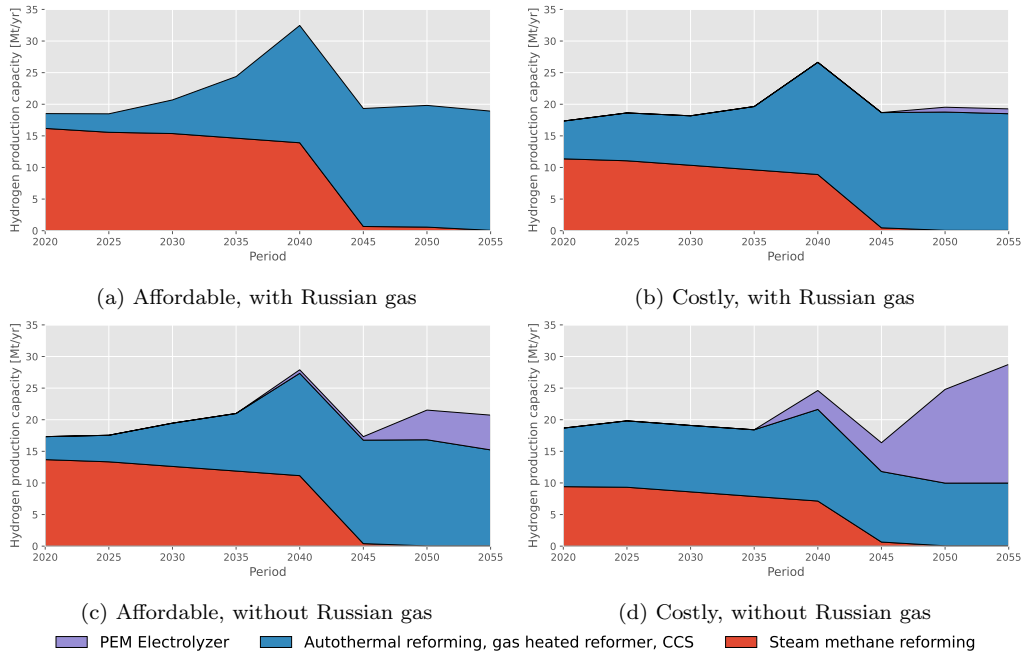 Hydrogen production capacity [Mt/yr]
35
30
25
20
15
10
5
0
2020 2025 2030 2035 2040 2045 2050 2055
Period
(a) Affordable, with Russian gas
Hydrogen production capacity [Mt/yr]
35
30
25
20
15
10
5
0
2020 2025 2030 2035 2040 2045 2050 2055
Period
(b) Costly, with Russian gas
Hydrogen production capacity [Mt/yr]
35
30
25
20
15
10
5
0
2020 2025 2030 2035 2040 2045 2050 2055
Period
(c) Affordable, without Russian gas
Hydrogen production capacity [Mt/yr]
35
30
25
20
15
10
5
0
2020 2025 2030 2035 2040 2045 2050 2055
Period
(d) Costly, without Russian gas
PEM Electrolyzer Autothermal reforming, gas heated reformer, CCS Steam methane reforming